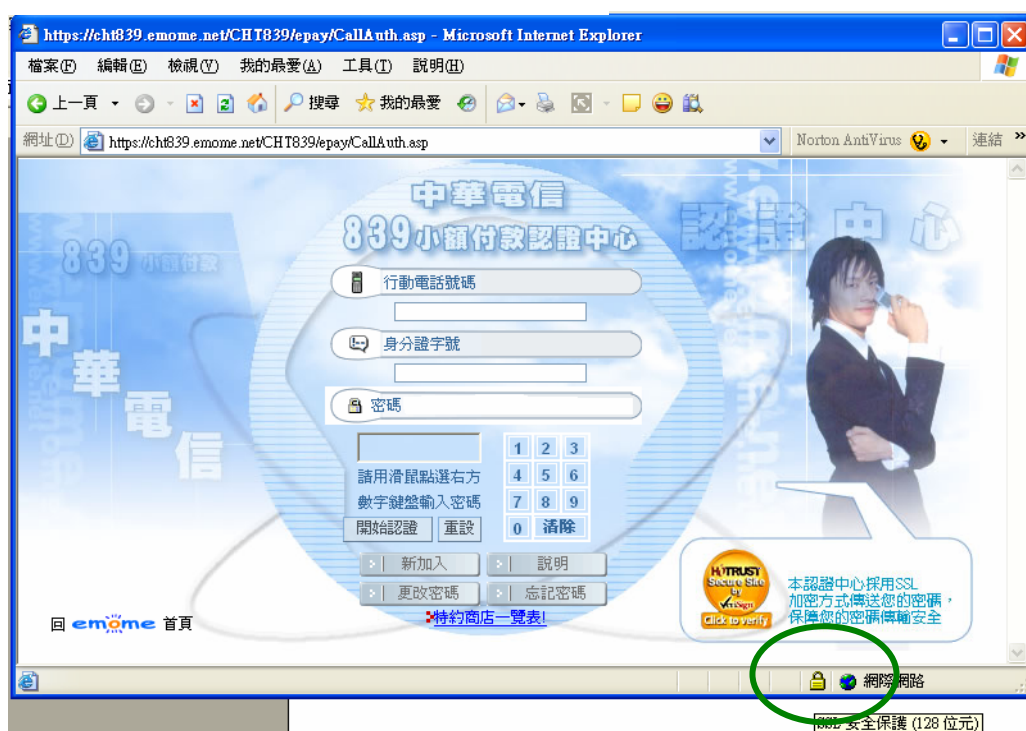 https://cht839.emome.net/CHT839/epay/CallAuth.asp - Microsoft Internet Explorer
檔案(F) 編輯(E) 檢視(V) 我的最愛(A) 工具(T) 說明(H)
上一頁 搜尋 我的最愛
網址(D) https://cht839.emome.net/CHT839/epay/CallAuth.asp Norton AntiVirus 連結 »
中華電信
839小額付款認證中心
認證中心
839 小額付款
中華電信
行動電話號碼
身分證字號
密碼
1 2 3
請用滑鼠點選右方 4 5 6
數字鍵盤輸入密碼 7 8 9
開始認證 重設 0 清除
新加入 說明
更改密碼 忘記密碼
特約商店一覽表!
回 emome 首頁
HiTRUST
Secure Site
by
VeriSign
Click to verify
本認證中心採用SSL
加密方式傳送您的密碼，
保障您的密碼傳輸安全
網際網路
SSL 安全保護 (128 位元)